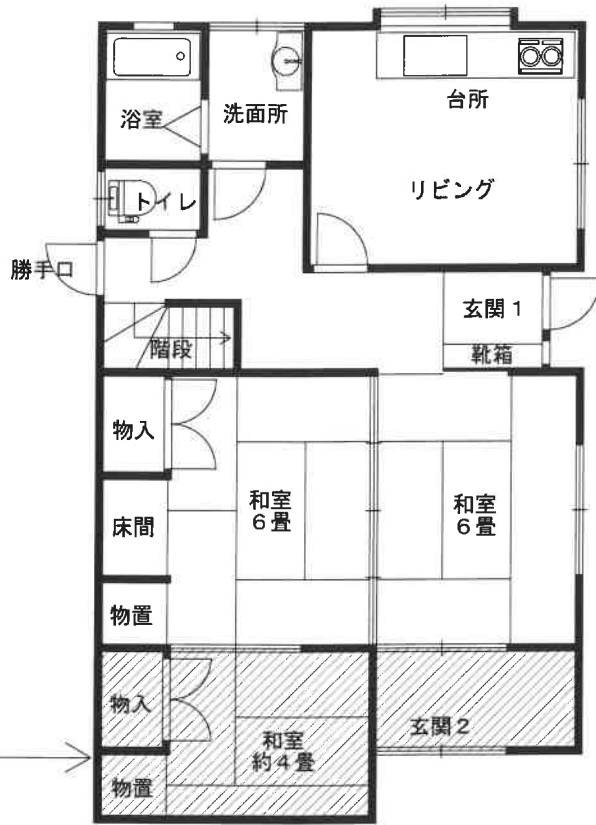 台所
浴室
洗面所
リビング
トイレ
勝手口
玄関1
階段
靴箱
物入
和室
6畳
和室
6畳
床間
物置
物入
玄関2
和室
約4畳
物置